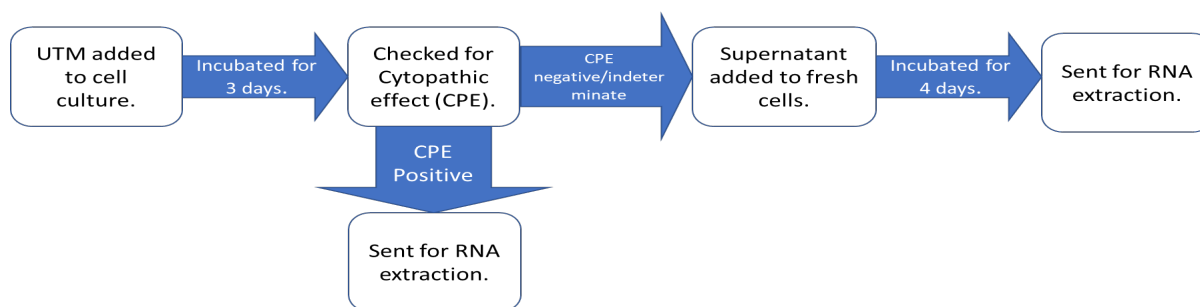 UTM added
to cell
culture.
Incubated for
3 days.
Checked for
Cytopathic
effect (CPE).
CPE
negative/indeter
minate
Supernatant
added to fresh
cells.
Incubated for
4 days.
Sent for RNA
extraction.
CPE
Positive
Sent for RNA
extraction.